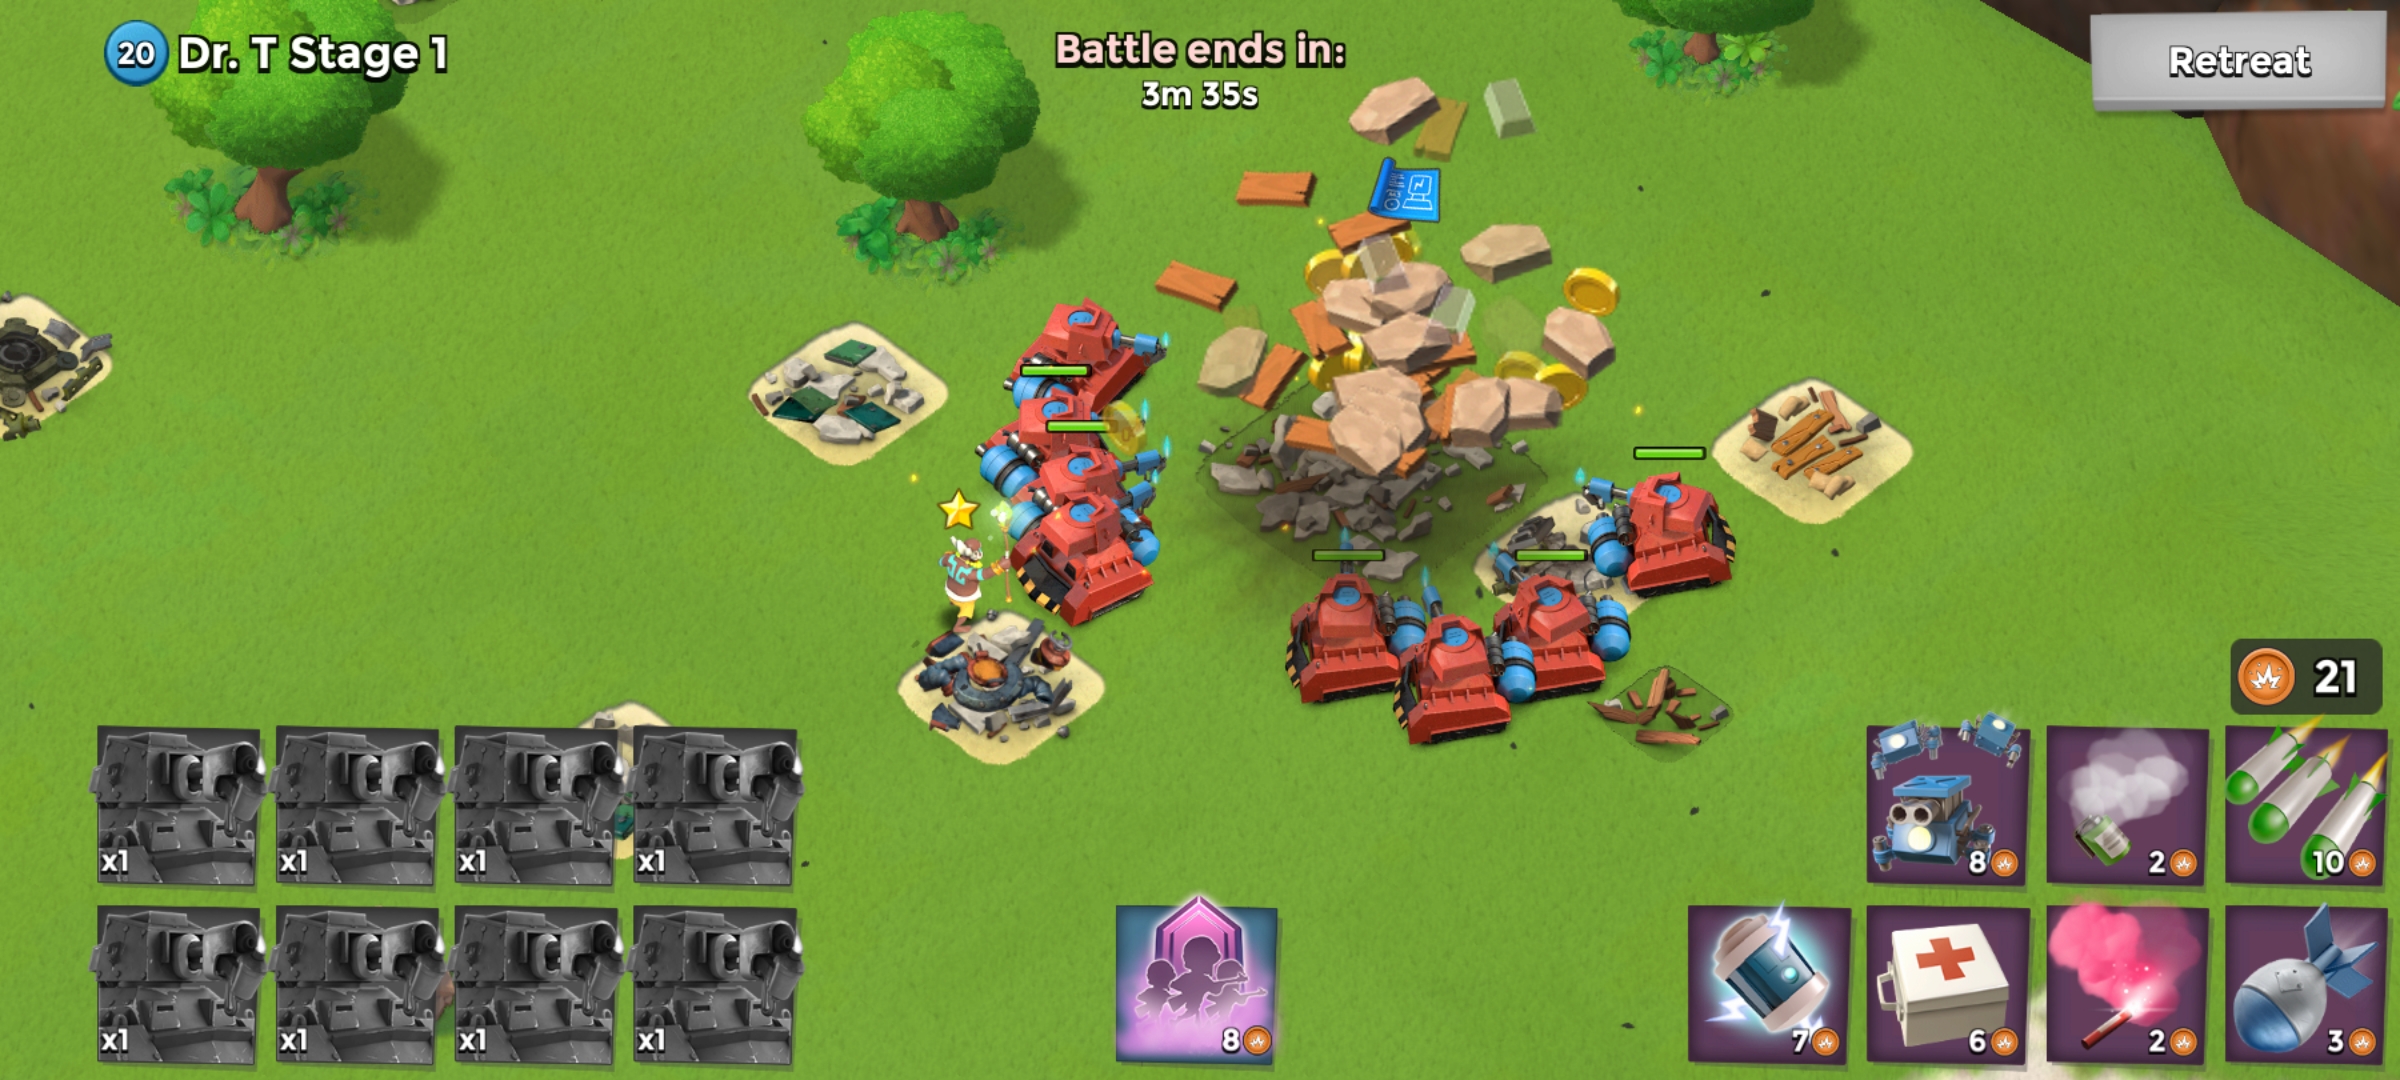 20 Dr. T Stage 1
Battle ends in:
3m 35s
Retreat
21
x1 x1 x1 x1
8 2 10
x1 x1 x1 x1
8
7 6 2 3